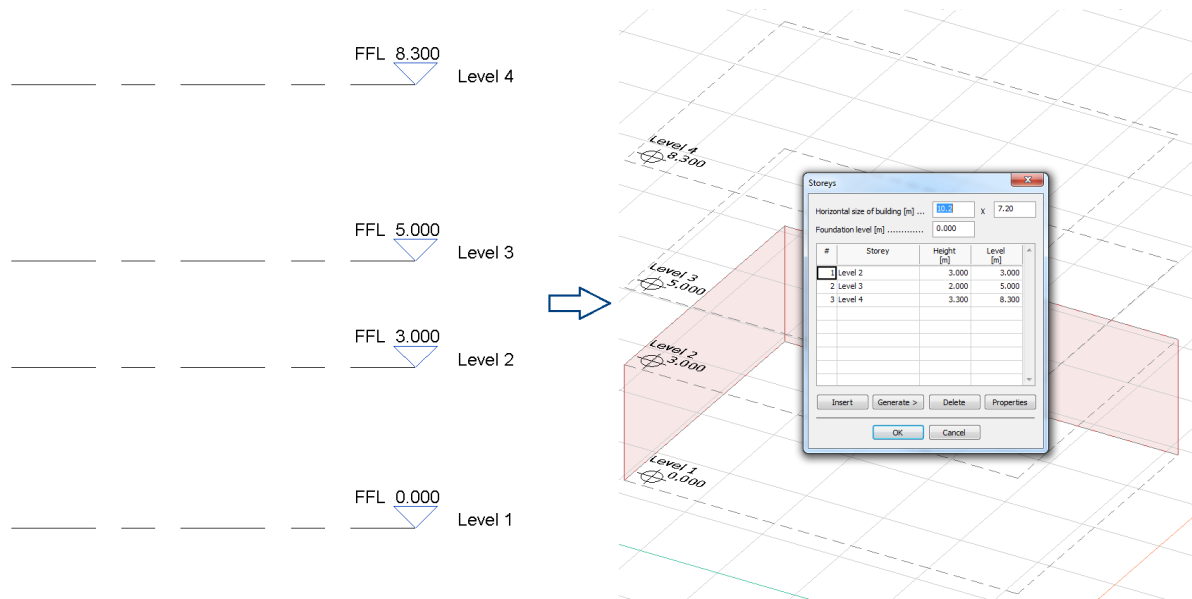 FFL 8.300
Level 4
FFL 5.000
Level 3
FFL 3.000
Level 2
FFL 0.000
Level 1
Level 4
8.300
Level 3
5.000
Level 2
3.000
Level 1
0.000
Storeys
x
Horizontal size of building [m] ... 10.2 x 7.20
Foundation level [m] ............. 0.000
# Storey Height [m] Level [m]
1 Level 2 3.000 3.000
2 Level 3 2.000 5.000
3 Level 4 3.300 8.300
Insert Generate > Delete Properties
OK Cancel